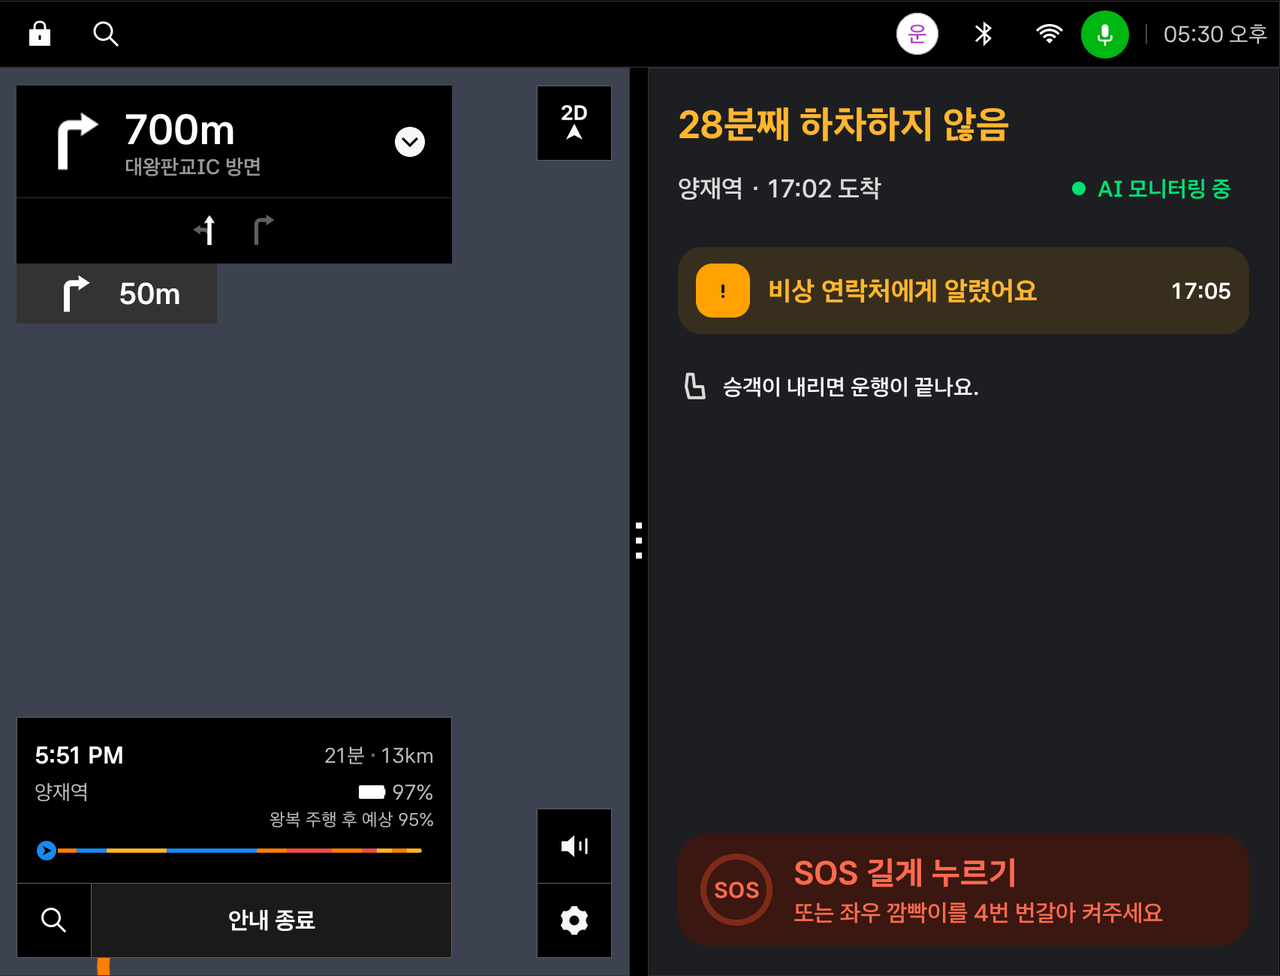 운
05:30 오후
700m
대왕판교IC 방면
50m
2D
5:51 PM
21분 · 13km
양재역
97%
왕복 주행 후 예상 95%
안내 종료
28분째 하차하지 않음
양재역 · 17:02 도착
AI 모니터링 중
! 비상 연락처에게 알렸어요 17:05
승객이 내리면 운행이 끝나요.
SOS
SOS 길게 누르기
또는 좌우 깜빡이를 4번 번갈아 켜주세요